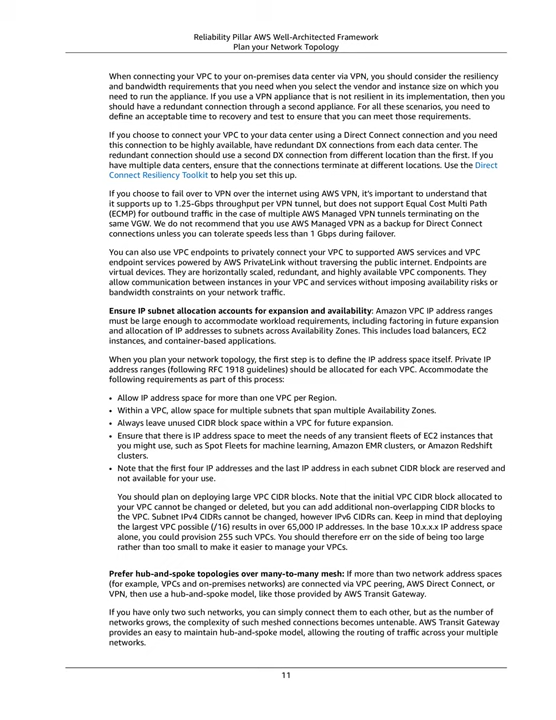 Reliability Pillar AWS Well-Architected Framework
Plan your Network Topology
When connecting your VPC to your on-premises data center via VPN, you should consider the resiliency
and bandwidth requirements that you need when you select the vendor and instance size on which you
need to run the appliance. If you use a VPN appliance that is not resilient in its implementation, then you
should have a redundant connection through a second appliance. For all these scenarios, you need to
define an acceptable time to recovery and test to ensure that you can meet those requirements.
If you choose to connect your VPC to your data center using a Direct Connect connection and you need
this connection to be highly available, have redundant DX connections from each data center. The
redundant connection should use a second DX connection from different location than the first. If you
have multiple data centers, ensure that the connections terminate at different locations. Use the Direct
Connect Resiliency Toolkit to help you set this up.
If you choose to fail over to VPN over the internet using AWS VPN, it's important to understand that
it supports up to 1.25-Gbps throughput per VPN tunnel, but does not support Equal Cost Multi Path
(ECMP) for outbound traffic in the case of multiple AWS Managed VPN tunnels terminating on the
same VGW. We do not recommend that you use AWS Managed VPN as a backup for Direct Connect
connections unless you can tolerate speeds less than 1 Gbps during failover.
You can also use VPC endpoints to privately connect your VPC to supported AWS services and VPC
endpoint services powered by AWS PrivateLink without traversing the public internet. Endpoints are
virtual devices. They are horizontally scaled, redundant, and highly available VPC components. They
allow communication between instances in your VPC and services without imposing availability risks or
bandwidth constraints on your network traffic.
Ensure IP subnet allocation accounts for expansion and availability: Amazon VPC IP address ranges
must be large enough to accommodate workload requirements, including factoring in future expansion
and allocation of IP addresses to subnets across Availability Zones. This includes load balancers, EC2
instances, and container-based applications.
When you plan your network topology, the first step is to define the IP address space itself. Private IP
address ranges (following RFC 1918 guidelines) should be allocated for each VPC. Accommodate the
following requirements as part of this process:
• Allow IP address space for more than one VPC per Region.
• Within a VPC, allow space for multiple subnets that span multiple Availability Zones.
• Always leave unused CIDR block space within a VPC for future expansion.
• Ensure that there is IP address space to meet the needs of any transient fleets of EC2 instances that
you might use, such as Spot Fleets for machine learning, Amazon EMR clusters, or Amazon Redshift
clusters.
• Note that the first four IP addresses and the last IP address in each subnet CIDR block are reserved and
not available for your use.
You should plan on deploying large VPC CIDR blocks. Note that the initial VPC CIDR block allocated to
your VPC cannot be changed or deleted, but you can add additional non-overlapping CIDR blocks to
the VPC. Subnet IPv4 CIDRs cannot be changed, however IPv6 CIDRs can. Keep in mind that deploying
the largest VPC possible (/16) results in over 65,000 IP addresses. In the base 10.x.x.x IP address space
alone, you could provision 255 such VPCs. You should therefore err on the side of being too large
rather than too small to make it easier to manage your VPCs.
Prefer hub-and-spoke topologies over many-to-many mesh: If more than two network address spaces
(for example, VPCs and on-premises networks) are connected via VPC peering, AWS Direct Connect, or
VPN, then use a hub-and-spoke model, like those provided by AWS Transit Gateway.
If you have only two such networks, you can simply connect them to each other, but as the number of
networks grows, the complexity of such meshed connections becomes untenable. AWS Transit Gateway
provides an easy to maintain hub-and-spoke model, allowing the routing of traffic across your multiple
networks.
11